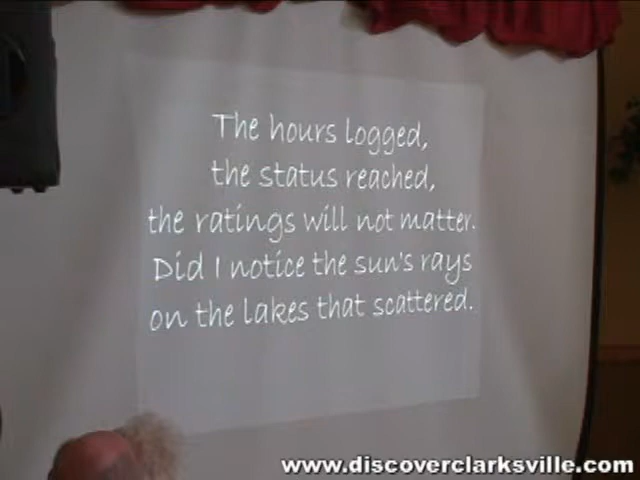 The hours logged,
the status reached,
the ratings will not matter.
Did I notice the sun's rays
on the lakes that scattered.
www.discoverclarksville.com